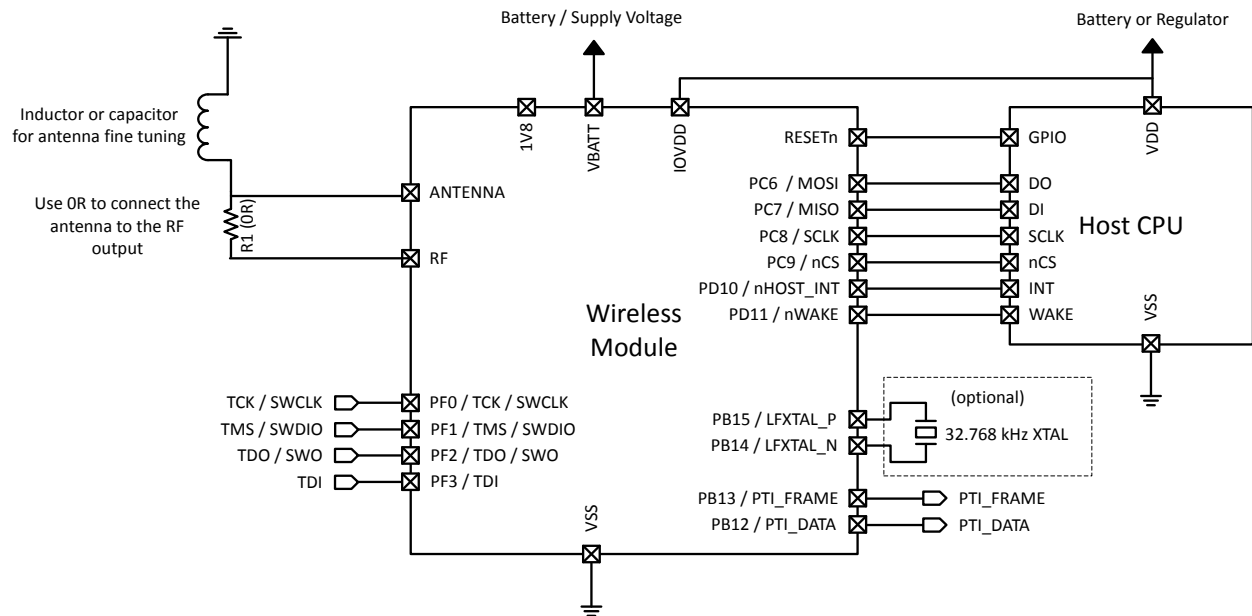 Battery / Supply Voltage
Battery or Regulator
Inductor or capacitor
for antenna fine tuning
1V8
VBATT
IOVDD
VDD
RESETn
GPIO
ANTENNA
PC6 / MOSI
DO
Use 0R to connect the
antenna to the RF
output
R1 (0R)
PC7 / MISO
DI
Host CPU
PC8 / SCLK
SCLK
RF
PC9 / nCS
nCS
PD10 / nHOST_INT
INT
PD11 / nWAKE
WAKE
VSS
Wireless
Module
TCK / SWCLK
PF0 / TCK / SWCLK
TMS / SWDIO
PF1 / TMS / SWDIO
TDO / SWO
PF2 / TDO / SWO
TDI
PF3 / TDI
(optional)
PB15 / LFXTAL_P
32.768 kHz XTAL
PB14 / LFXTAL_N
PB13 / PTI_FRAME
PTI_FRAME
PB12 / PTI_DATA
PTI_DATA
VSS